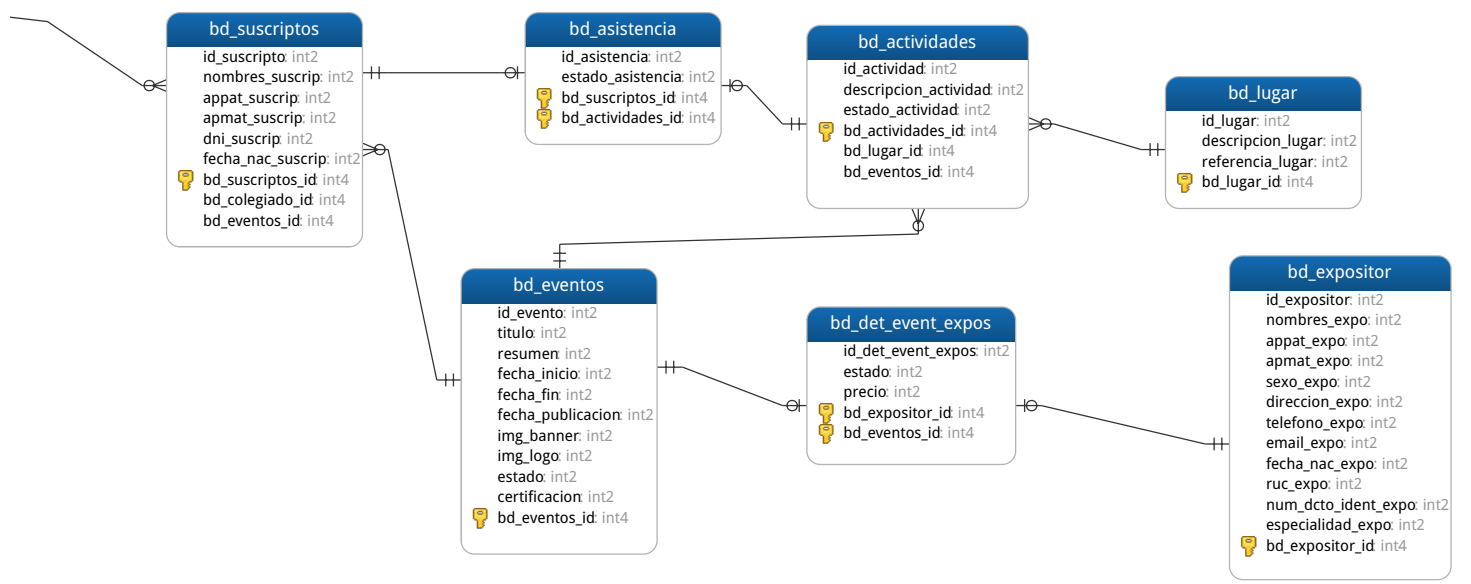 bd_suscriptos
id_suscripto: int2
nombres_suscrip: int2
appat_suscrip: int2
apmat_suscrip: int2
dni_suscrip: int2
fecha_nac_suscrip: int2
bd_suscriptos_id: int4
bd_colegiado_id: int4
bd_eventos_id: int4
bd_asistencia
id_asistencia: int2
estado_asistencia: int2
bd_suscriptos_id: int4
bd_actividades_id: int4
bd_actividades
id_actividad: int2
descripcion_actividad: int2
estado_actividad: int2
bd_actividades_id: int4
bd_lugar_id: int4
bd_eventos_id: int4
bd_lugar
id_lugar: int2
descripcion_lugar: int2
referencia_lugar: int2
bd_lugar_id: int4
bd_eventos
id_evento: int2
titulo: int2
resumen: int2
fecha_inicio: int2
fecha_fin: int2
fecha_publicacion: int2
img_banner: int2
img_logo: int2
estado: int2
certificacion: int2
bd_eventos_id: int4
bd_det_event_expos
id_det_event_expos: int2
estado: int2
precio: int2
bd_expositor_id: int4
bd_eventos_id: int4
bd_expositor
id_expositor: int2
nombres_expo: int2
appat_expo: int2
apmat_expo: int2
sexo_expo: int2
direccion_expo: int2
telefono_expo: int2
email_expo: int2
fecha_nac_expo: int2
ruc_expo: int2
num_dcto_ident_expo: int2
especialidad_expo: int2
bd_expositor_id: int4